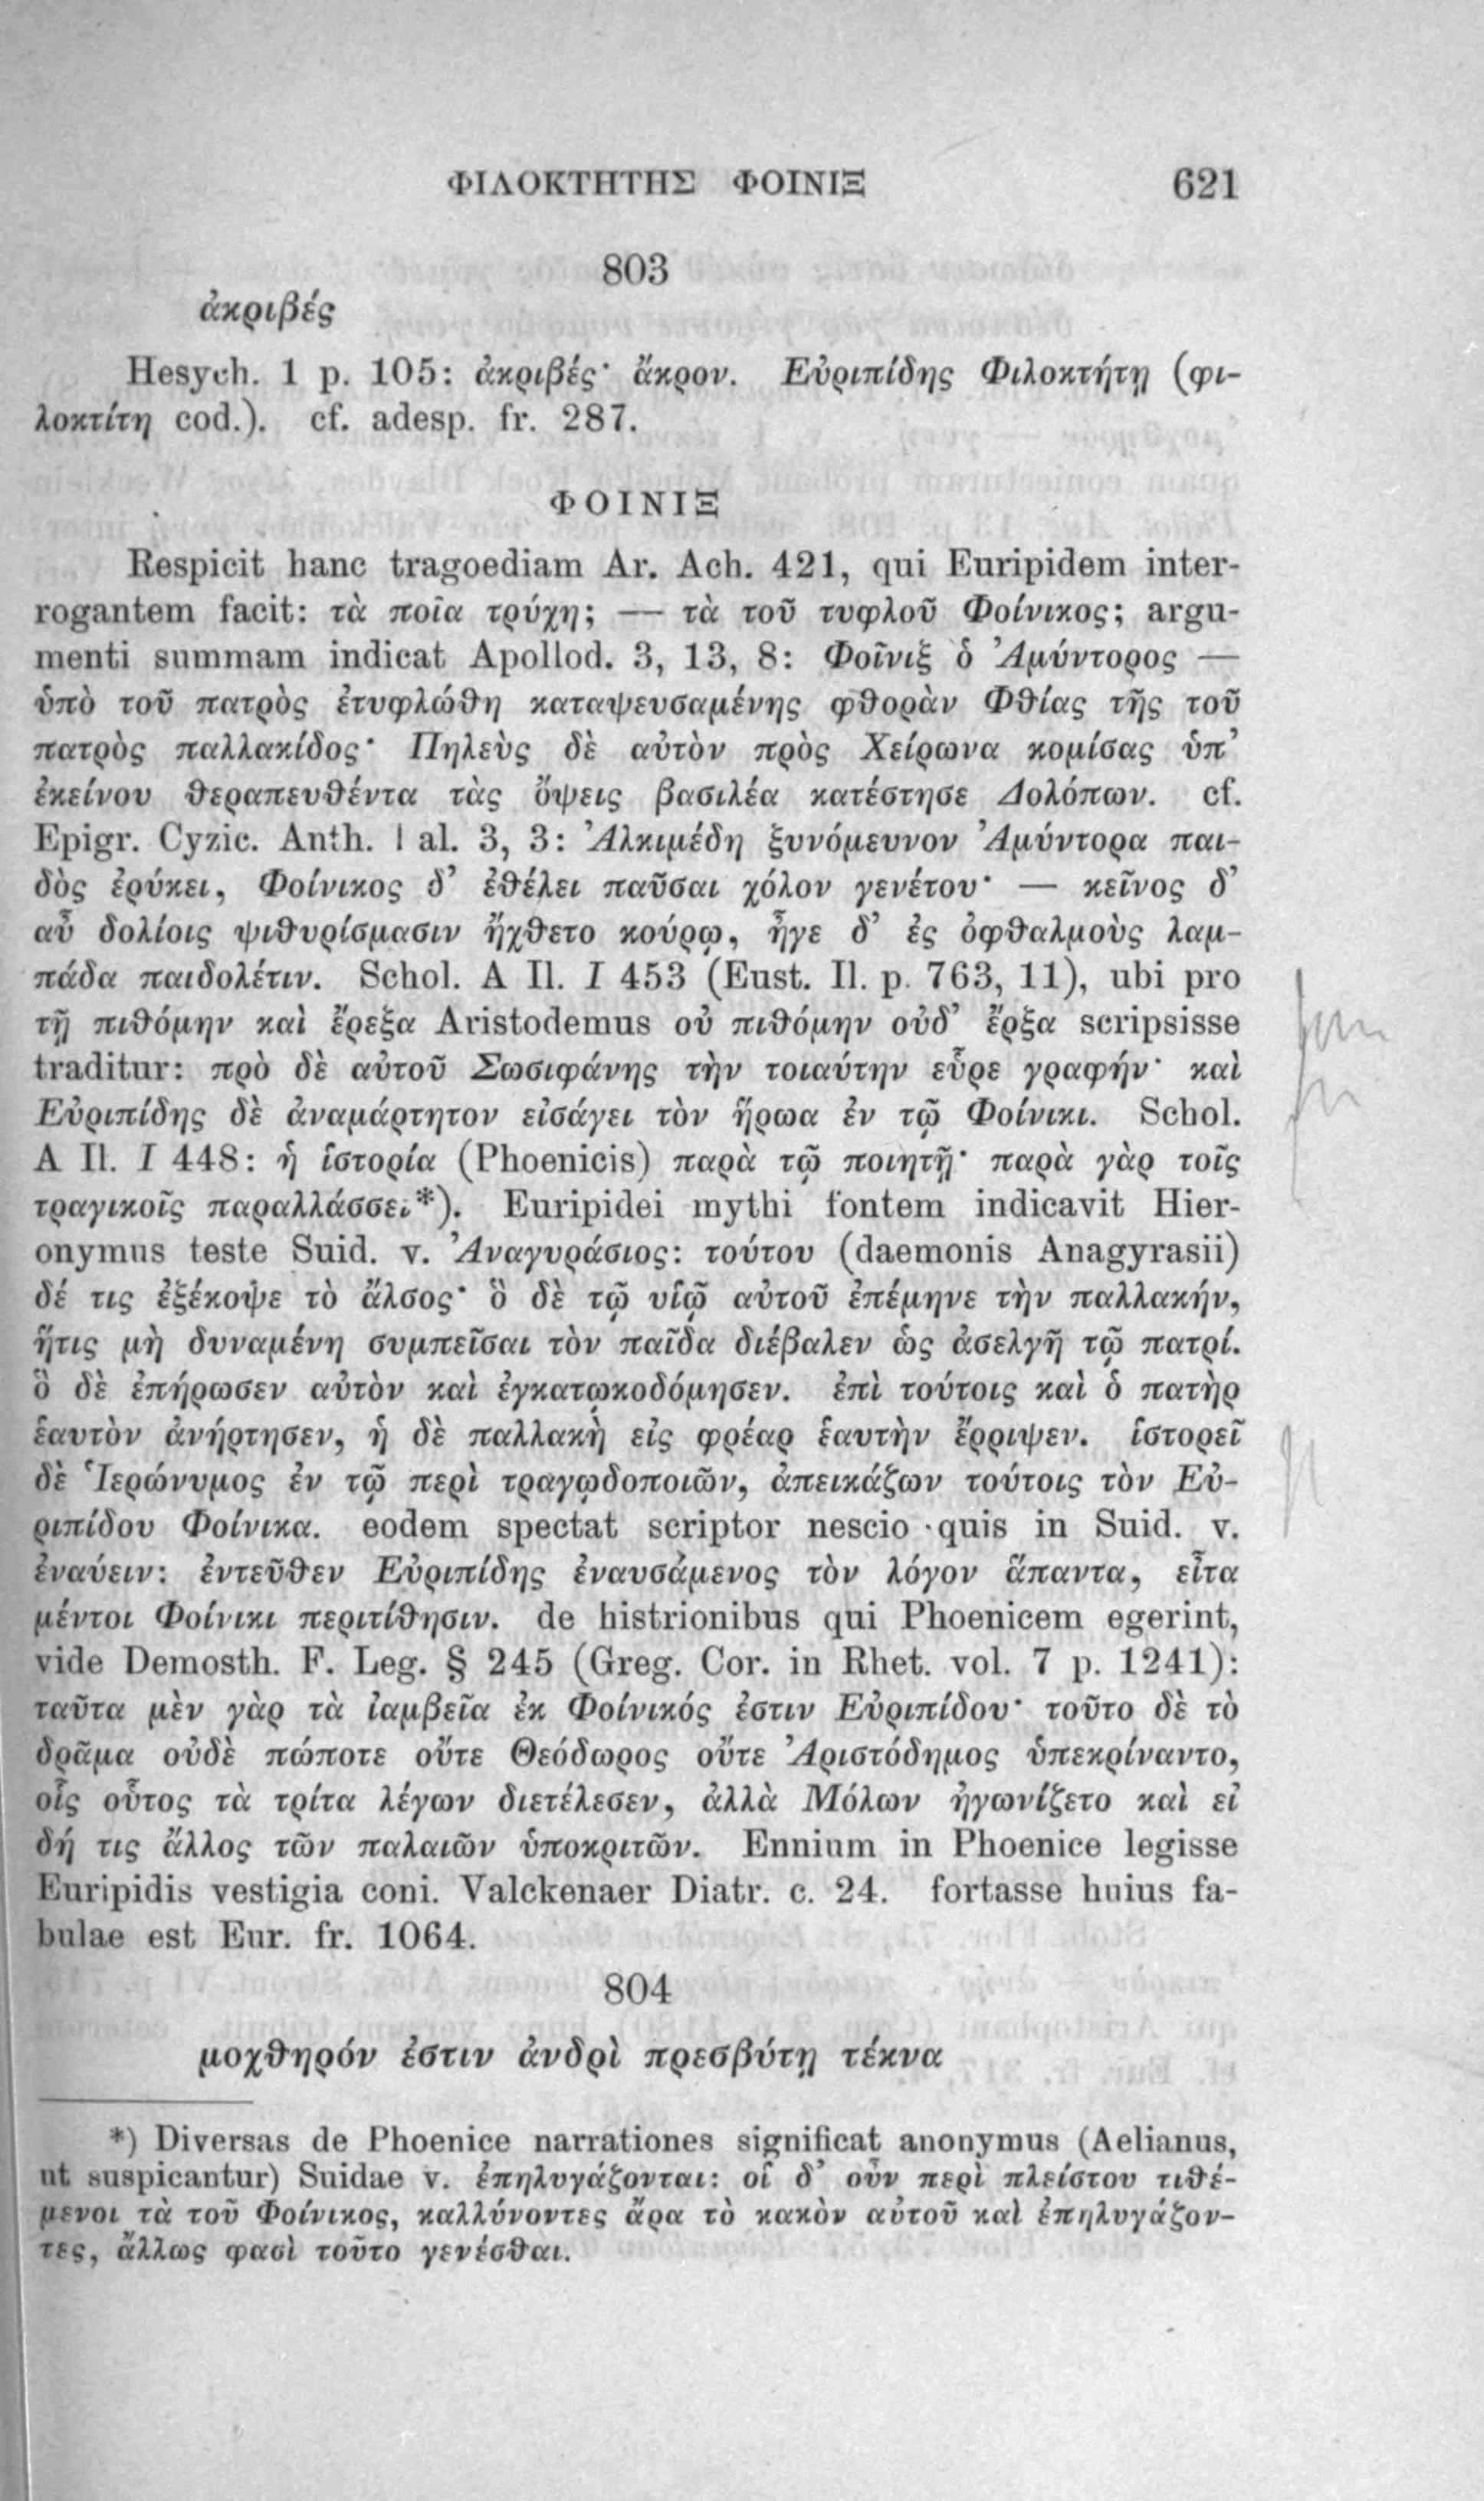 ΦΙΛΟΚΤΗΤΗΣ ΦΟΙΝΙΞ 621
803
ἀκριβές
Hesych. 1 p. 105: ἀκριβές· ἄκρον. Εὐριπίδης Φιλοκτήτῃ (φι-
λοκτίτη cod.). cf. adesp. fr. 287.
ΦΟΙΝΙΞ
Respicit hanc tragoediam Ar. Ach. 421, qui Euripidem inter-
rogantem facit: τὰ ποῖα τρύχη; — τὰ τοῦ τυφλοῦ Φοίνικος; argu-
menti summam indicat Apollod. 3, 13, 8: Φοῖνιξ ὁ Ἀμύντορος —
ὑπὸ τοῦ πατρὸς ἐτυφλώθη καταψευσαμένης φθορὰν Φθίας τῆς τοῦ
πατρὸς παλλακίδος· Πηλεὺς δὲ αὐτὸν πρὸς Χείρωνα κομίσας ὑπ’
ἐκείνου θεραπευθέντα τὰς ὄψεις βασιλέα κατέστησε Δολόπων. cf.
Epigr. Cyzic. Anth. al. 3, 3: Ἀλκιμέδη ξυνόμευνον Ἀμύντορα παι-
δὸς ἐρύκει, Φοίνικος δ’ ἐθέλει παῦσαι χόλον γενέτου· — κεῖνος δ’
αὖ δολίοις ψιθυρίσμασιν ἤχθετο κούρῳ, ἦγε δ’ ἐς ὀφθαλμοὺς λαμ-
πάδα παιδολέτιν. Schol. A Il. I 453 (Eust. Il. p. 763, 11), ubi pro
τῇ πιθόμην καὶ ἔρεξα Aristodemus οὐ πιθόμην οὐδ’ ἔρξα scripsisse
traditur: πρὸ δὲ αὐτοῦ Σωσιφάνης τὴν τοιαύτην εὗρε γραφήν· καὶ
Εὐριπίδης δὲ ἀναμάρτητον εἰσάγει τὸν ἥρωα ἐν τῷ Φοίνικι. Schol.
A Il. I 448: ἡ ἱστορία (Phoenicis) παρὰ τῷ ποιητῇ· παρὰ γὰρ τοῖς
τραγικοῖς παραλλάσσει*). Euripidei mythi fontem indicavit Hier-
onymus teste Suid. v. Ἀναγυράσιος: τούτου (daemonis Anagyrasii)
δέ τις ἐξέκοψε τὸ ἄλσος· ὃ δὲ τῷ υἱῷ αὐτοῦ ἐπέμηνε τὴν παλλακήν,
ἥτις μὴ δυναμένη συμπεῖσαι τὸν παῖδα διέβαλεν ὡς ἀσελγῆ τῷ πατρί.
ὃ δὲ ἐπήρωσεν αὐτὸν καὶ ἐγκατῳκοδόμησεν. ἐπὶ τούτοις καὶ ὁ πατὴρ
ἑαυτὸν ἀνήρτησεν, ἡ δὲ παλλακὴ εἰς φρέαρ ἑαυτὴν ἔρριψεν. ἱστορεῖ
δὲ Ἱερώνυμος ἐν τῷ περὶ τραγῳδοποιῶν, ἀπεικάζων τούτοις τὸν Εὐ-
ριπίδου Φοίνικα. eodem spectat scriptor nescio quis in Suid. v.
ἐναύειν: ἐντεῦθεν Εὐριπίδης ἐναυσάμενος τὸν λόγον ἅπαντα, εἶτα
μέντοι Φοίνικι περιτίθησιν. de histrionibus qui Phoenicem egerint,
vide Demosth. F. Leg. § 245 (Greg. Cor. in Rhet. vol. 7 p. 1241):
ταῦτα μὲν γὰρ τὰ ἰαμβεῖα ἐκ Φοίνικός ἐστιν Εὐριπίδου· τοῦτο δὲ τὸ
δρᾶμα οὐδὲ πώποτε οὔτε Θεόδωρος οὔτε Ἀριστόδημος ὑπεκρίναντο,
οἷς οὗτος τὰ τρίτα λέγων διετέλεσεν, ἀλλὰ Μόλων ἠγωνίζετο καὶ εἰ
δή τις ἄλλος τῶν παλαιῶν ὑποκριτῶν. Ennium in Phoenice legisse
Euripidis vestigia coni. Valckenaer Diatr. c. 24. fortasse huius fa-
bulae est Eur. fr. 1064.
804
μοχθηρόν ἐστιν ἀνδρὶ πρεσβύτῃ τέκνα
*) Diversas de Phoenice narrationes significat anonymus (Aelianus,
ut suspicantur) Suidae v. ἐπηλυγάζονται: οἱ δ’ οὖν περὶ πλείστου τιθέ-
μενοι τὰ τοῦ Φοίνικος, καλλύνοντες ἄρα τὸ κακὸν αὐτοῦ καὶ ἐπηλυγάζον-
τες, ἄλλως φασὶ τοῦτο γενέσθαι.